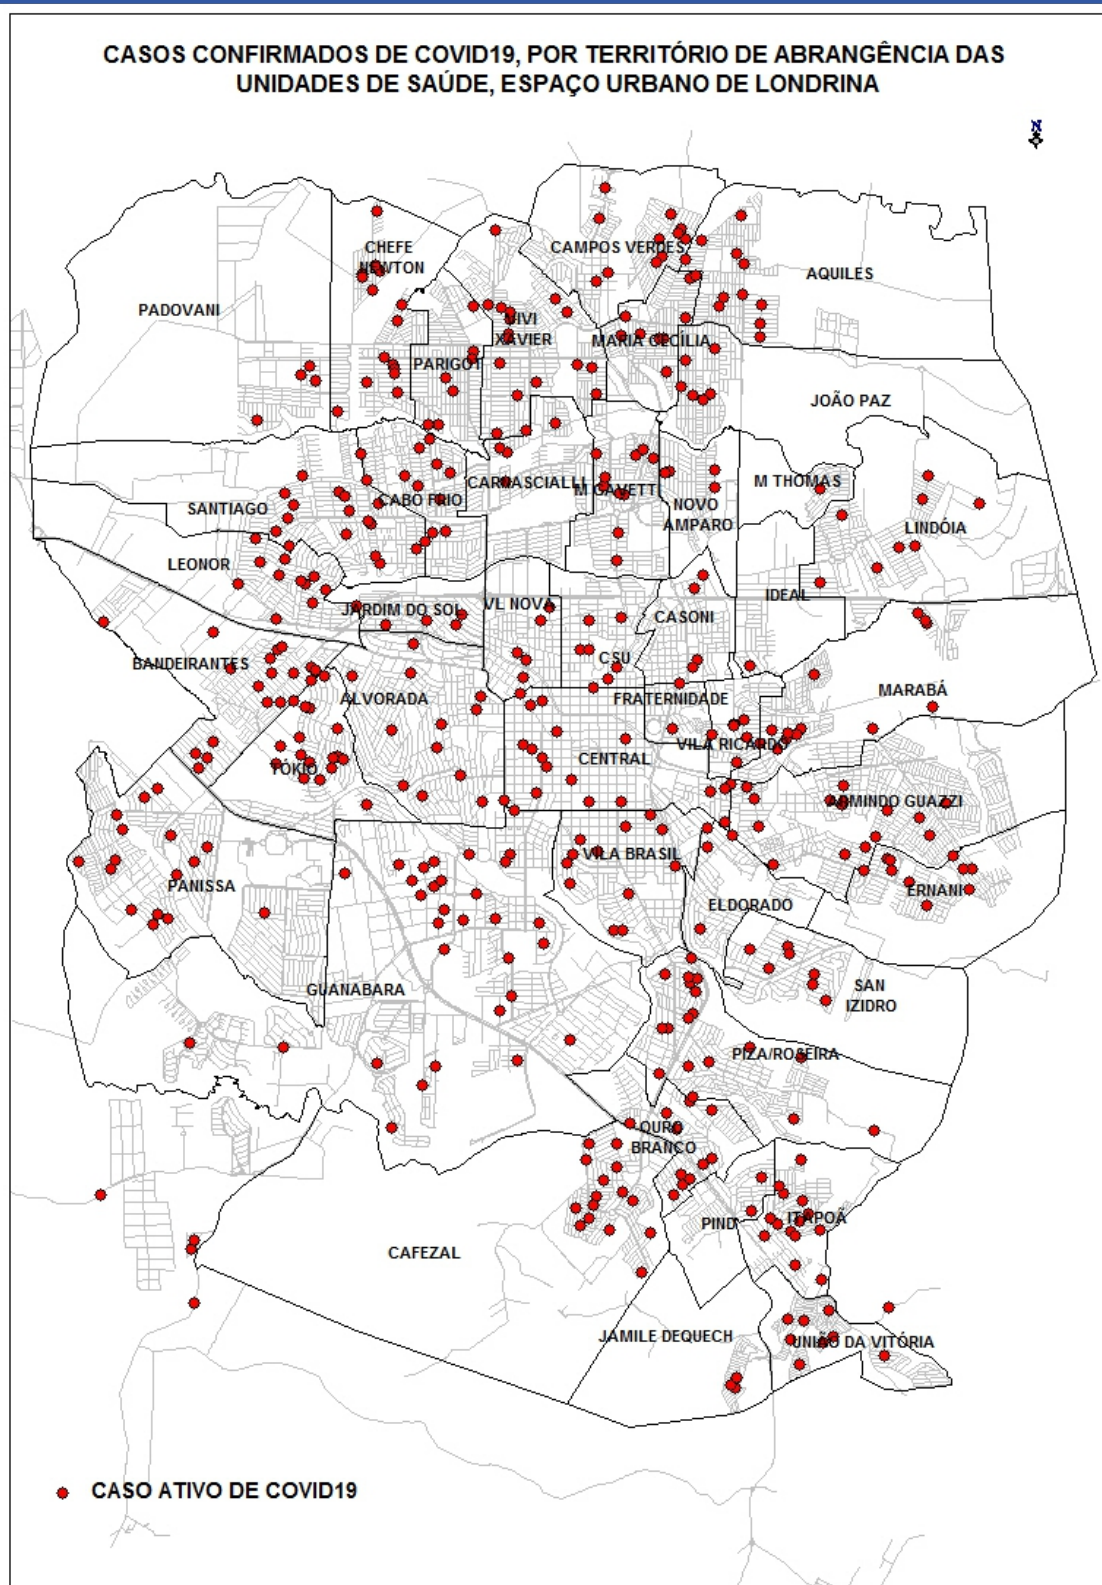 CASOS CONFIRMADOS DE COVID19, POR TERRITÓRIO DE ABRANGÊNCIA DAS
UNIDADES DE SAÚDE, ESPAÇO URBANO DE LONDRINA
N
CHEFE
NEWTON
CAMPOS VERDES
AQUILES
PADOVANI
VIVI
XAVIER
MARIA CECÍLIA
PARIGOT
JOÃO PAZ
CARNASCIALLI
M GAVETTI
M THOMAS
CABO FRIO
SANTIAGO
NOVO
AMPARO
LINDÓIA
LEONOR
IDEAL
JARDIM DO SOL
VL NOVA
CASONI
CSU
BANDEIRANTES
ALVORADA
FRATERNIDADE
MARABÁ
VILA RICARDO
CENTRAL
TÓKIO
ARMINDO GUAZZI
VILA BRASIL
PANISSA
ERNANI
ELDORADO
GUANABARA
SAN
IZIDRO
PIZA/ROSEIRA
OURO
BRANCO
PIND
ITAPOÃ
CAFEZAL
JAMILE DEQUECH
UNIÃO DA VITÓRIA
CASO ATIVO DE COVID19